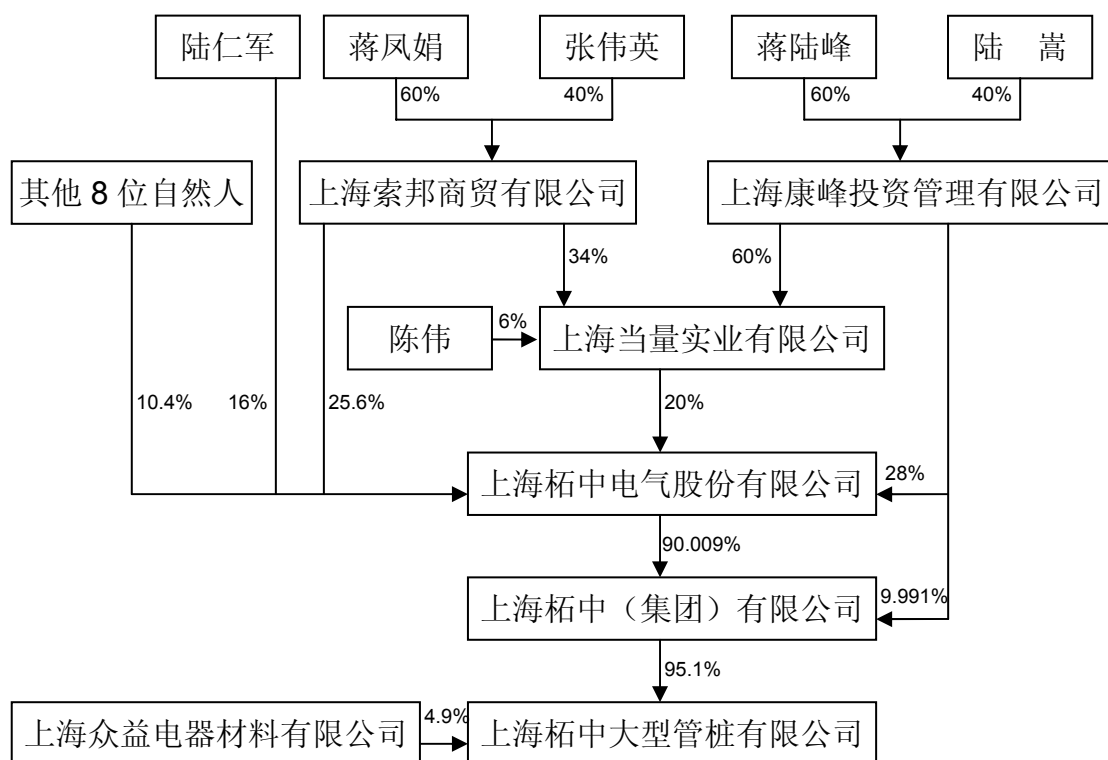 陆仁军
蒋凤娟
张伟英
蒋陆峰
陆 嵩
60%
40%
60%
40%
其他 8 位自然人
上海索邦商贸有限公司
上海康峰投资管理有限公司
34%
60%
陈伟
6%
上海当量实业有限公司
10.4%
16%
25.6%
20%
上海柘中电气股份有限公司
28%
90.009%
上海柘中（集团）有限公司
9.991%
95.1%
上海众益电器材料有限公司
4.9%
上海柘中大型管桩有限公司